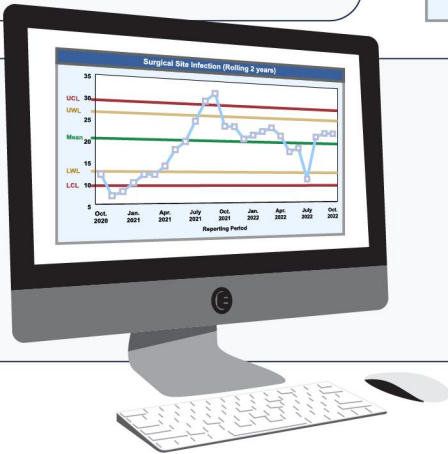 Surgical Site Infection (Rolling 2 years)
35
UCL 30
UWL
25
Mean
20
15
LWL
LCL 10
5
Oct. 2020 Jan. 2021 Apr. 2021 July 2021 Oct. 2021 Jan. 2022 Apr. 2022 July 2022 Oct. 2022
Reporting Period